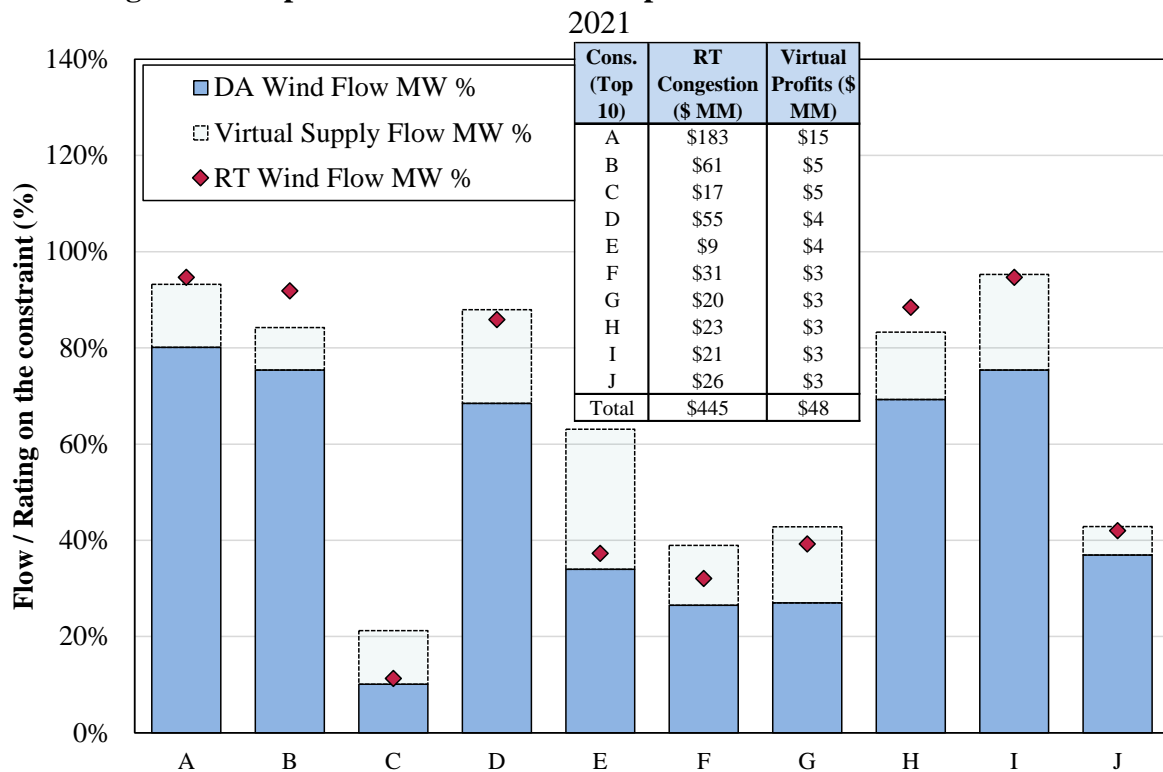 2021
140%
120%
100%
80%
60%
40%
20%
0%
Flow / Rating on the constraint (%)
DA Wind Flow MW %
Virtual Supply Flow MW %
RT Wind Flow MW %
Cons. (Top 10) RT Congestion ($ MM) Virtual Profits ($ MM)
A $183 $15
B $61 $5
C $17 $5
D $55 $4
E $9 $4
F $31 $3
G $20 $3
H $23 $3
I $21 $3
J $26 $3
Total $445 $48
A B C D E F G H I J